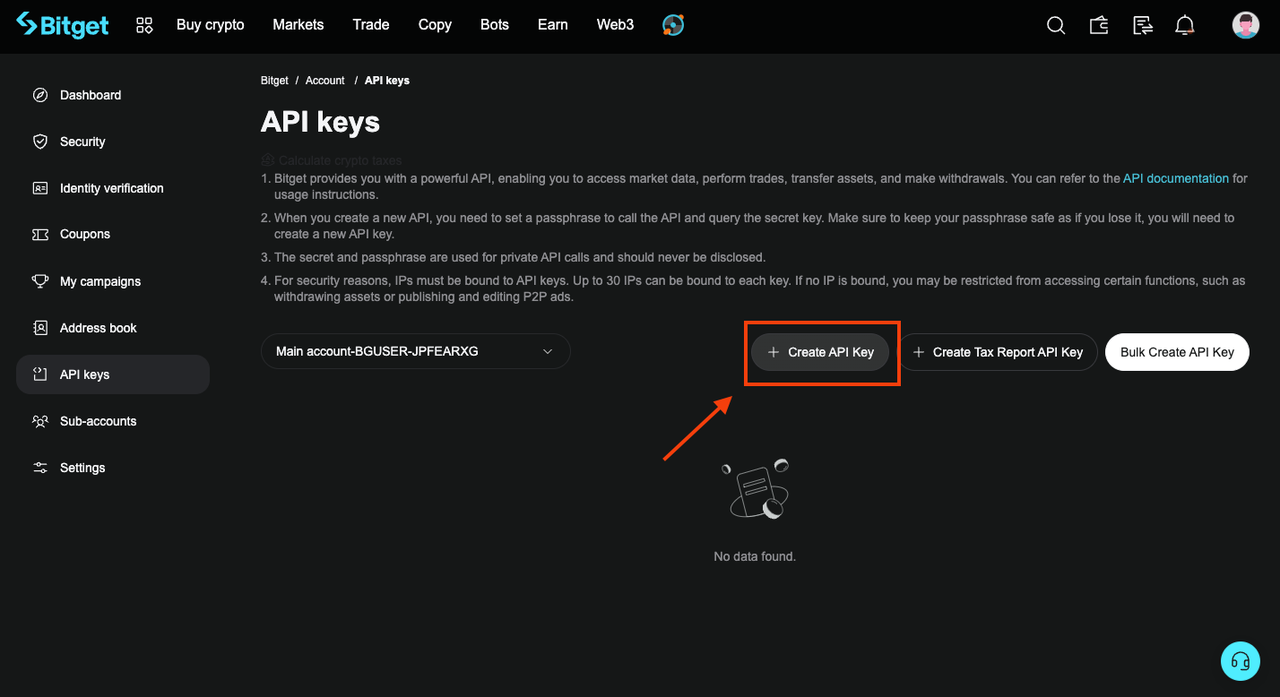 Bitget
Buy crypto
Markets
Trade
Copy
Bots
Earn
Web3
Dashboard
Security
Identity verification
Coupons
My campaigns
Address book
API keys
Sub-accounts
Settings
Bitget / Account / API keys
API keys
Calculate crypto taxes
1. Bitget provides you with a powerful API, enabling you to access market data, perform trades, transfer assets, and make withdrawals. You can refer to the API documentation for
usage instructions.
2. When you create a new API, you need to set a passphrase to call the API and query the secret key. Make sure to keep your passphrase safe as if you lose it, you will need to
create a new API key.
3. The secret and passphrase are used for private API calls and should never be disclosed.
4. For security reasons, IPs must be bound to API keys. Up to 30 IPs can be bound to each key. If no IP is bound, you may be restricted from accessing certain functions, such as
withdrawing assets or publishing and editing P2P ads.
Main account-BGUSER-JPFEARXG
+ Create API Key
+ Create Tax Report API Key
Bulk Create API Key
No data found.